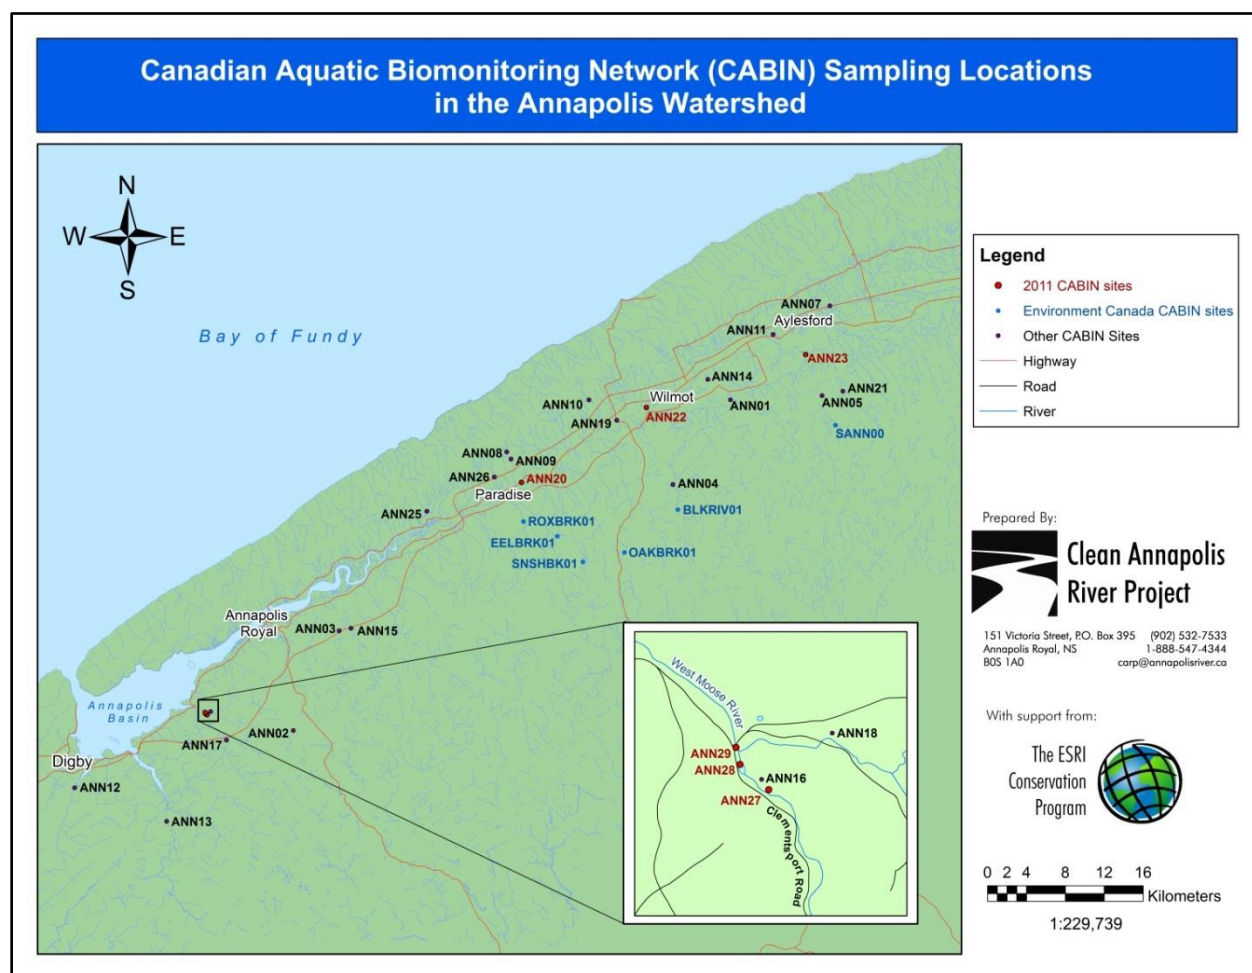 Canadian Aquatic Biomonitoring Network (CABIN) Sampling Locations
in the Annapolis Watershed
N
W E
S
Bay of Fundy
ANN07
Aylesford
ANN11
ANN23
ANN14
ANN21
Wilmot
ANN10
ANN01
ANN05
ANN22
ANN19
SANN00
ANN08
ANN09
ANN26
ANN20
ANN04
Paradise
ANN25
BLKRIV01
ROXBRK01
EELBRK01
OAKBRK01
SNSHBK01
Annapolis
Royal
ANN03
ANN15
Annapolis
Basin
ANN02
ANN17
Digby
ANN12
ANN13
West Moose River
ANN18
ANN29
ANN28
ANN16
ANN27
Clementsport Road
Legend
2011 CABIN sites
Environment Canada CABIN sites
Other CABIN Sites
Highway
Road
River
Prepared By:
Clean Annapolis
River Project
151 Victoria Street, P.O. Box 395 (902) 532-7533
Annapolis Royal, NS 1-888-547-4344
B0S 1A0 carp@annapolisriver.ca
With support from:
The ESRI
Conservation
Program
0 2 4 8 12 16
Kilometers
1:229,739